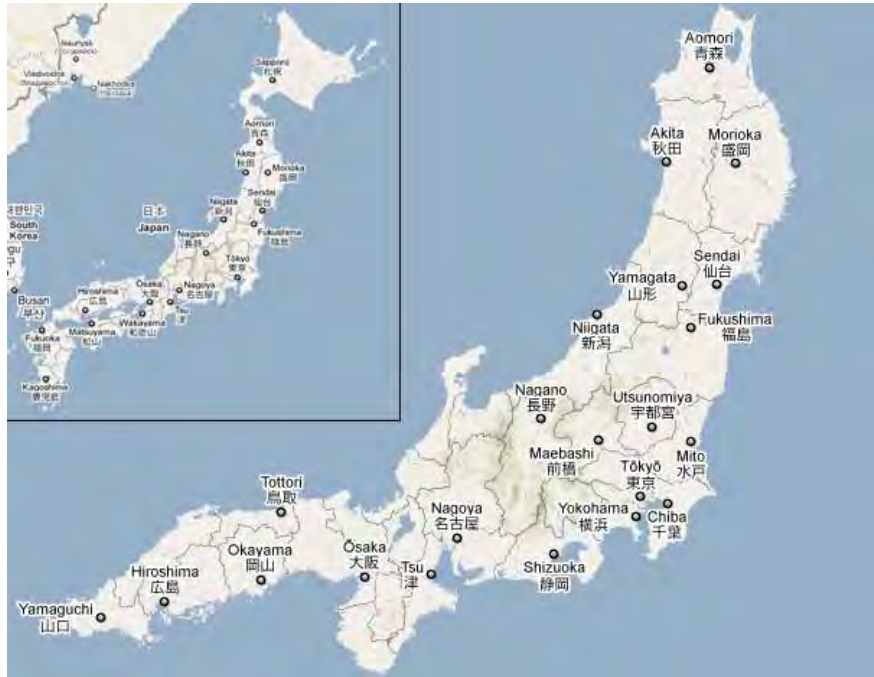 Sapporo
札幌
Vladivostok
Nakhodka
Aomori
青森
Akita
秋田
Morioka
盛岡
Sendai
仙台
日本
Japan
Niigata
新潟
Fukushima
福島
South
Korea
Nagano
長野
Tōkyō
東京
Ōsaka
大阪
Nagoya
名古屋
Hiroshima
広島
Busan
부산
Tsu
津
Wakayama
和歌山
Matsuyama
松山
Fukuoka
福岡
Kagoshima
鹿児島
Aomori
青森
Akita
秋田
Morioka
盛岡
Sendai
仙台
Yamagata
山形
Niigata
新潟
Fukushima
福島
Nagano
長野
Utsunomiya
宇都宮
Maebashi
前橋
Mito
水戸
Tōkyō
東京
Tottori
鳥取
Nagoya
名古屋
Yokohama
横浜
Chiba
千葉
Okayama
岡山
Ōsaka
大阪
Tsu
津
Shizuoka
静岡
Hiroshima
広島
Yamaguchi
山口